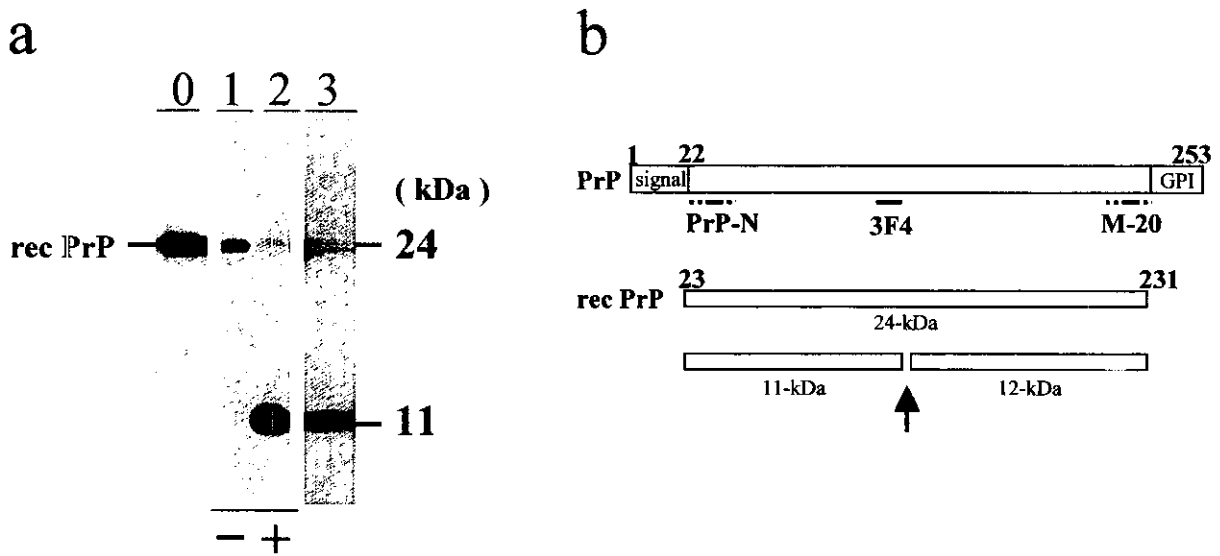 a
0 1 2 3
( kDa )
rec PrP
24
11
− +
b
1 22 253
PrP
signal
GPI
PrP-N 3F4 M-20
23 231
rec PrP
24-kDa
11-kDa 12-kDa